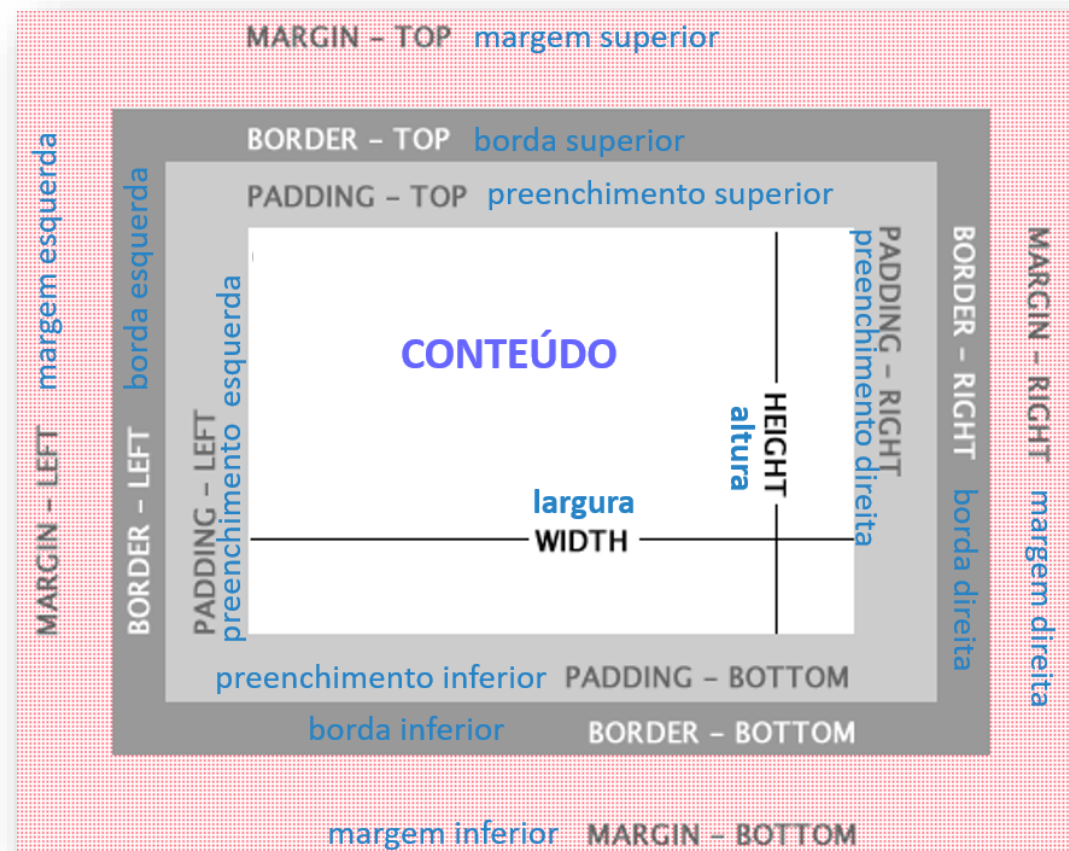 MARGIN – TOP margem superior
BORDER – TOP borda superior
PADDING – TOP preenchimento superior
margem esquerda
MARGIN – LEFT
borda esquerda
BORDER – LEFT
preenchimento esquerda
PADDING – LEFT
CONTEÚDO
HEIGHT
altura
largura
WIDTH
PADDING – RIGHT
preenchimento direita
BORDER – RIGHT
borda direita
MARGIN – RIGHT
margem direita
preenchimento inferior PADDING – BOTTOM
borda inferior BORDER – BOTTOM
margem inferior MARGIN – BOTTOM